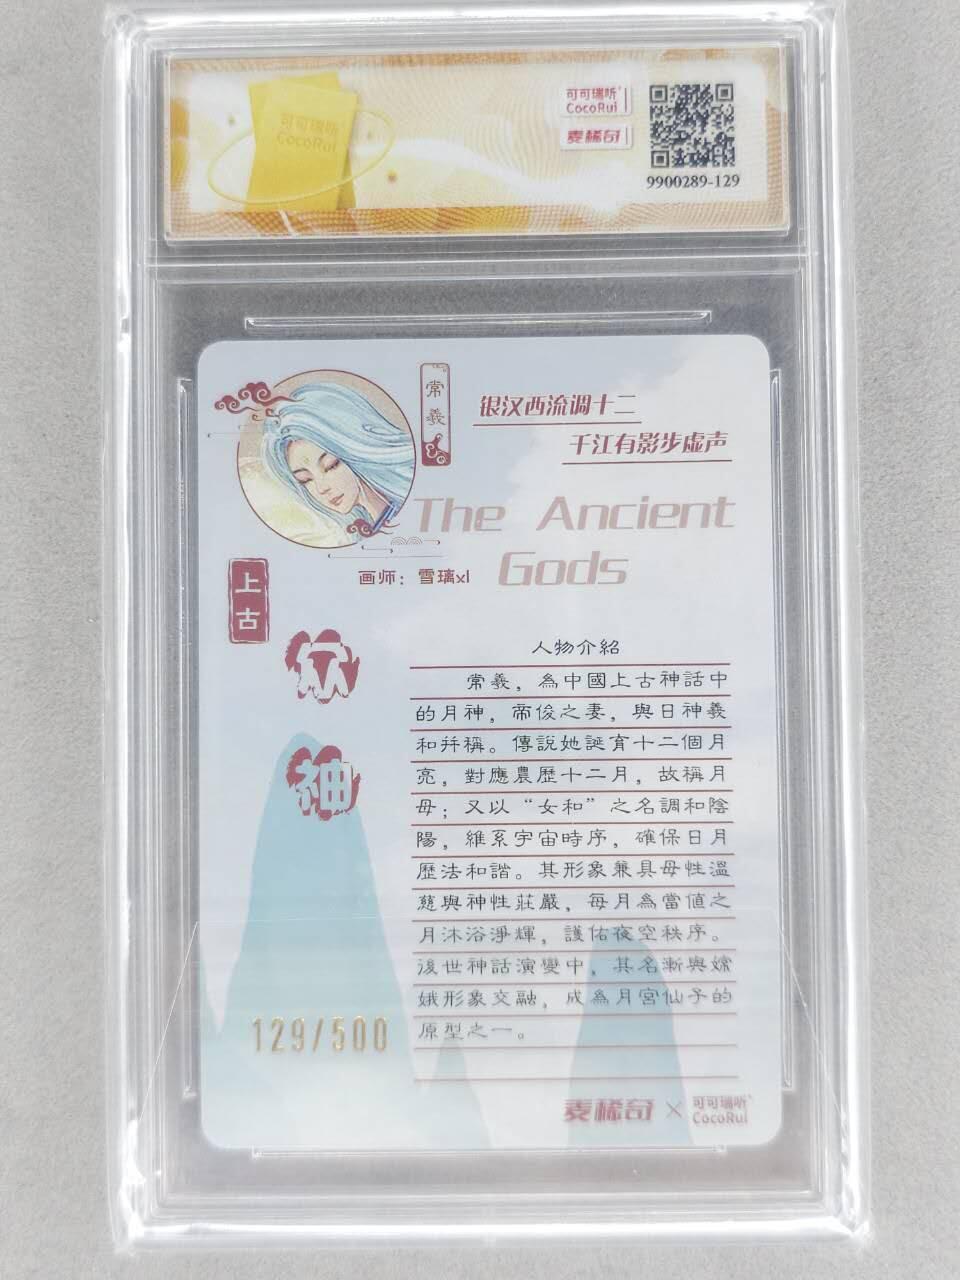 可可瑞听
CocoRui
可可瑞听
CocoRui
麦稀奇
9900289-129
常羲
银汉西流调十二
千江有影步虚声
The Ancient
Gods
画师：雪璃xl
上古
众神
人物介紹
常羲，為中國上古神話中
的月神，帝俊之妻，與日神羲
和并稱。傳說她誕育十二個月
亮，對應農歷十二月，故稱月
母；又以“女和”之名調和陰
陽，維系宇宙時序，確保日月
歷法和諧。其形象兼具母性溫
慈與神性莊嚴，每月為當值之
月沐浴淨輝，護佑夜空秩序。
後世神話演變中，其名漸與嫦
娥形象交融，成為月宮仙子的
原型之一。
129/500
麦稀奇×可可瑞听
CocoRui